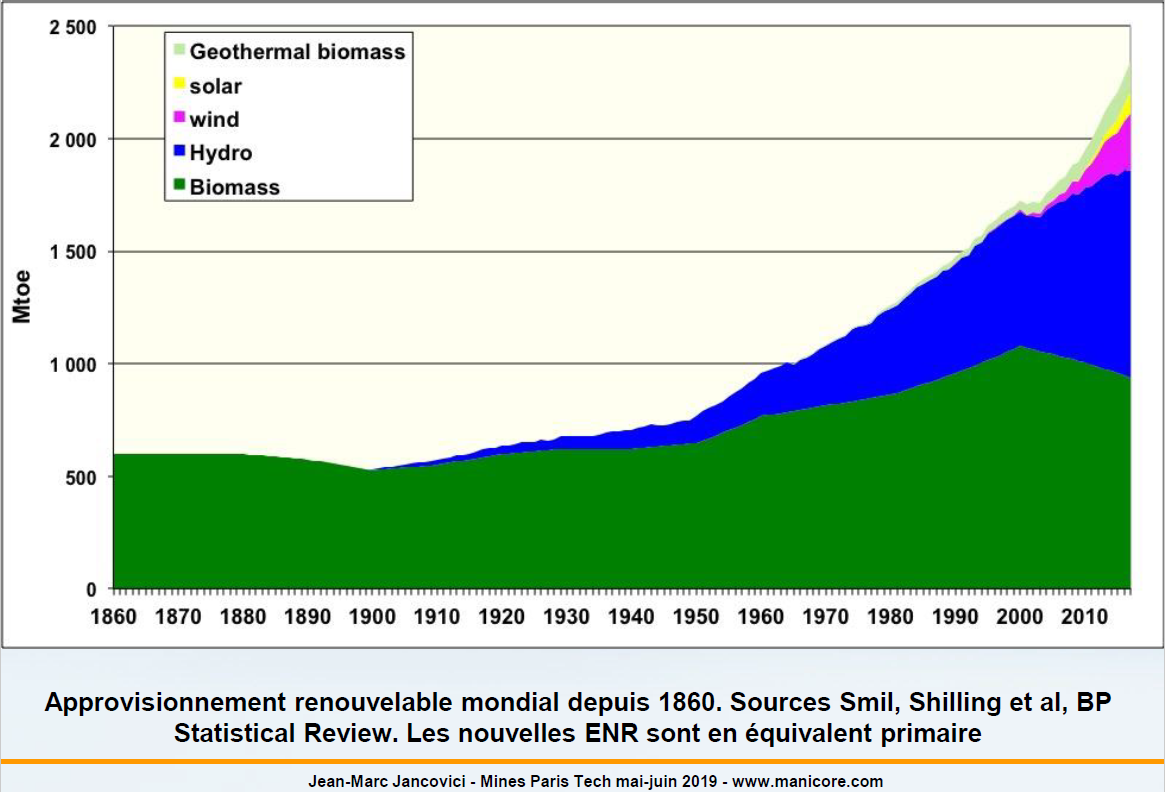 2 500
2 000
1 500
1 000
500
0
Mtoe
Geothermal biomass
solar
wind
Hydro
Biomass
1860 1870 1880 1890 1900 1910 1920 1930 1940 1950 1960 1970 1980 1990 2000 2010
Approvisionnement renouvelable mondial depuis 1860. Sources Smil, Shilling et al, BP
Statistical Review. Les nouvelles ENR sont en équivalent primaire
Jean-Marc Jancovici - Mines Paris Tech mai-juin 2019 - www.manicore.com